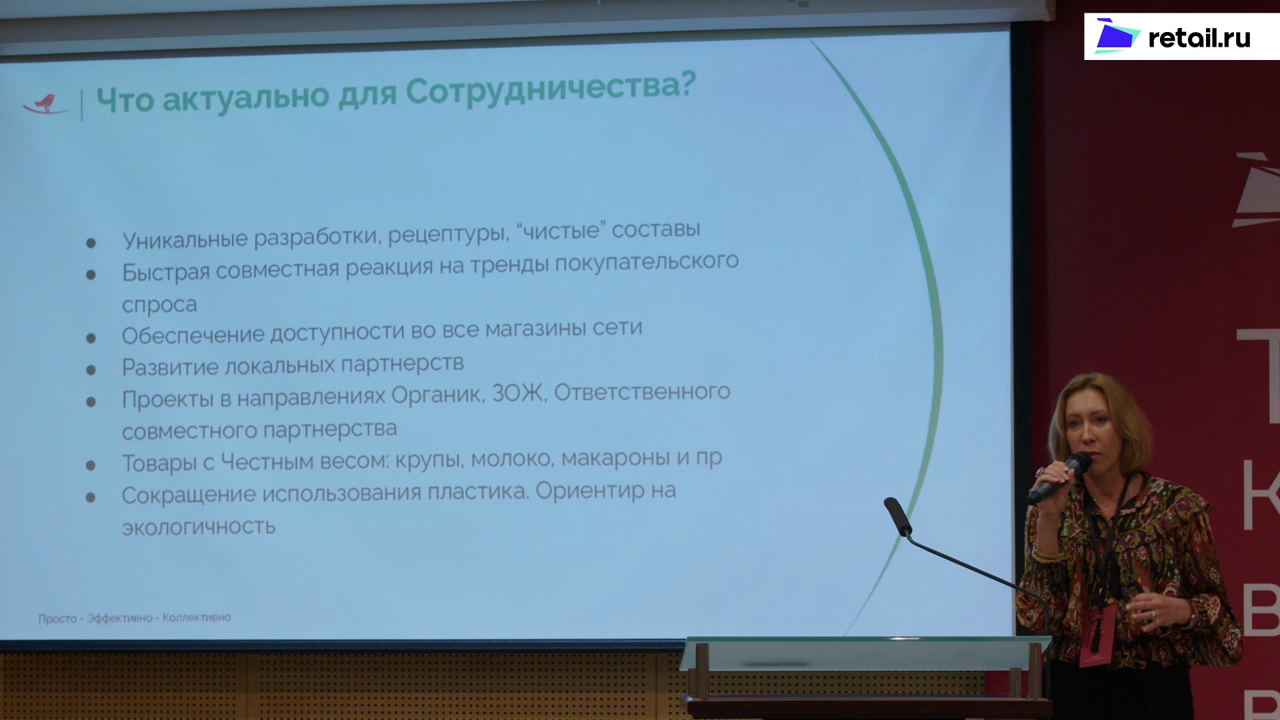 retail.ru
Что актуально для Сотрудничества?
Уникальные разработки, рецептуры, “чистые” составы
Быстрая совместная реакция на тренды покупательского
спроса
Обеспечение доступности во все магазины сети
Развитие локальных партнерств
Проекты в направлениях Органик, ЗОЖ, Ответственного
совместного партнерства
Товары с Честным весом: крупы, молоко, макароны и пр
Сокращение использования пластика. Ориентир на
экологичность
Просто - Эффективно - Коллективно